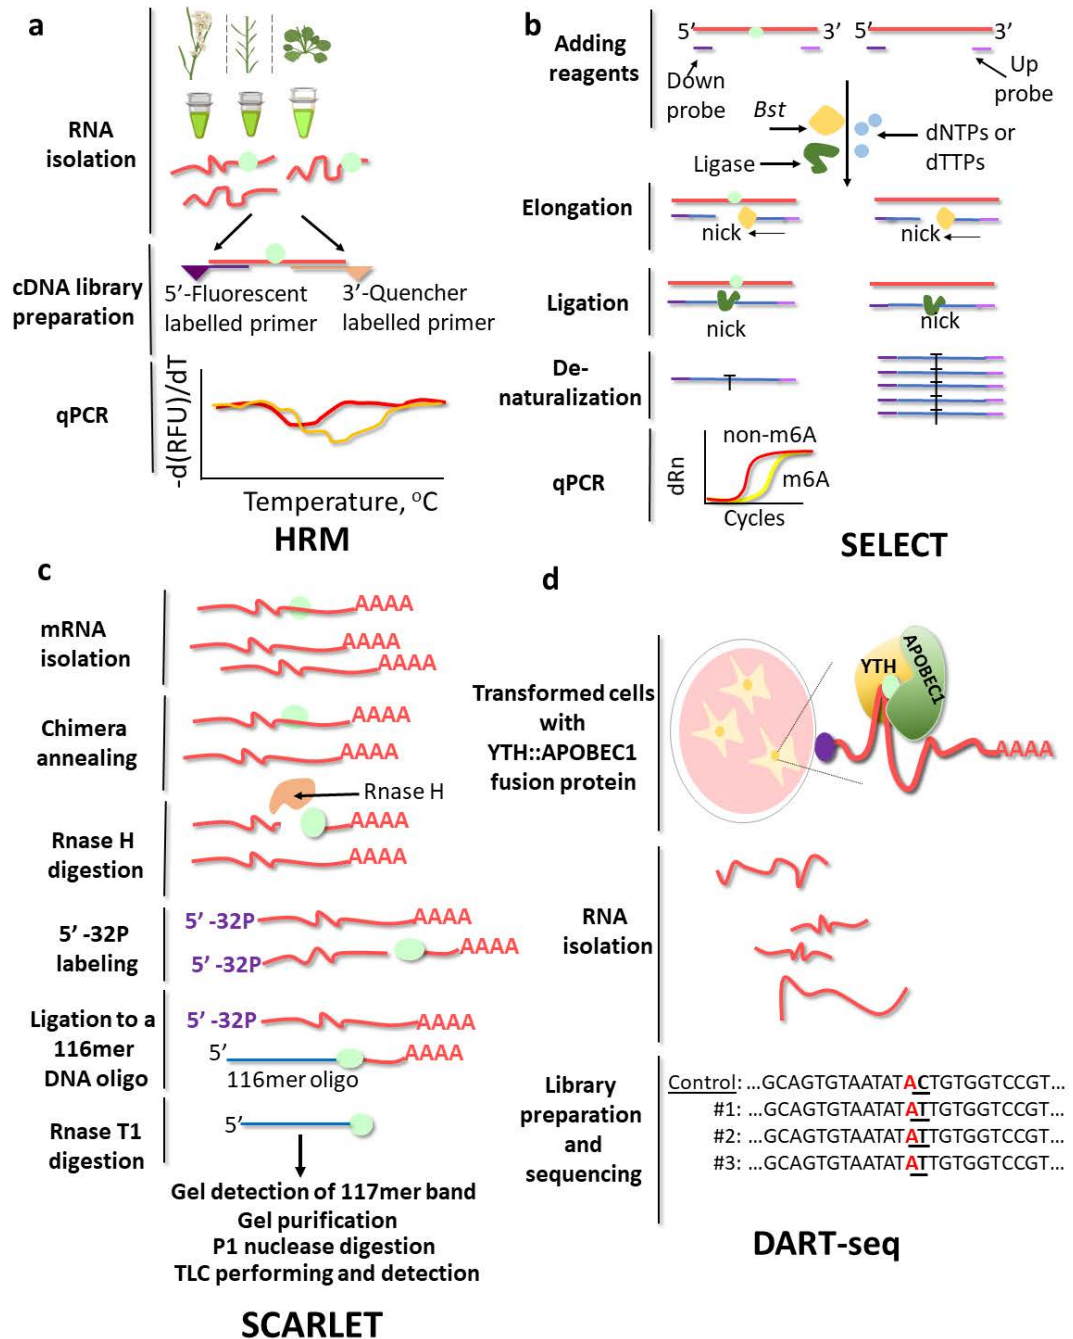 a
RNA
isolation
cDNA library
preparation
5’-Fluorescent
labelled primer
3’-Quencher
labelled primer
qPCR
-d(RFU)/dT
Temperature, ºC
HRM
b
Adding
reagents
5’ 3’ 5’ 3’
Down
probe
Up
probe
Bst
dNTPs or
dTTPs
Ligase
Elongation
nick
nick
Ligation
nick
nick
De-
naturalization
T
T
T
T
T
T
qPCR
dRn
non-m6A
m6A
Cycles
SELECT
c
mRNA
isolation
AAAA
AAAA
AAAA
Chimera
annealing
AAAA
AAAA
Rnase H
Rnase H
digestion
AAAA
AAAA
5’ -32P
labeling
5’ -32P AAAA
5’ -32P AAAA
Ligation to a
116mer
DNA oligo
5’ -32P AAAA
5’ AAAA
116mer oligo
Rnase T1
digestion
5’
Gel detection of 117mer band
Gel purification
P1 nuclease digestion
TLC performing and detection
SCARLET
d
Transformed cells
with
YTH::APOBEC1
fusion protein
YTH
APOBEC1
AAAA
RNA
isolation
Library
preparation
and
sequencing
Control: ...GCAGTGTAATATACTGTGGTCCGT...
#1: ...GCAGTGTAATATATTGTGGTCCGT...
#2: ...GCAGTGTAATATATTGTGGTCCGT...
#3: ...GCAGTGTAATATATTGTGGTCCGT...
DART-seq